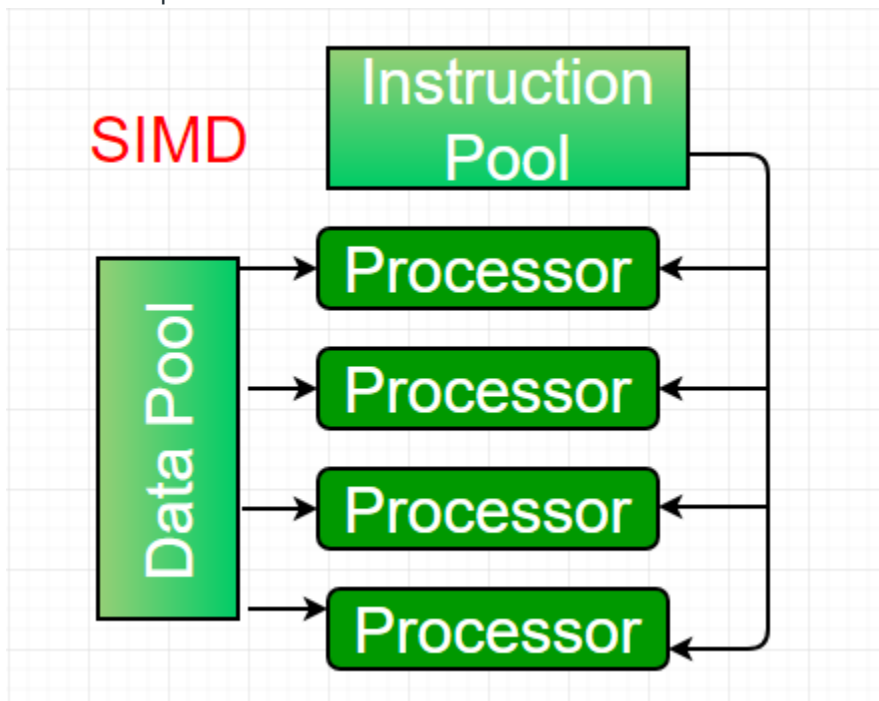 SIMD
Instruction
Pool
Data Pool
Processor
Processor
Processor
Processor